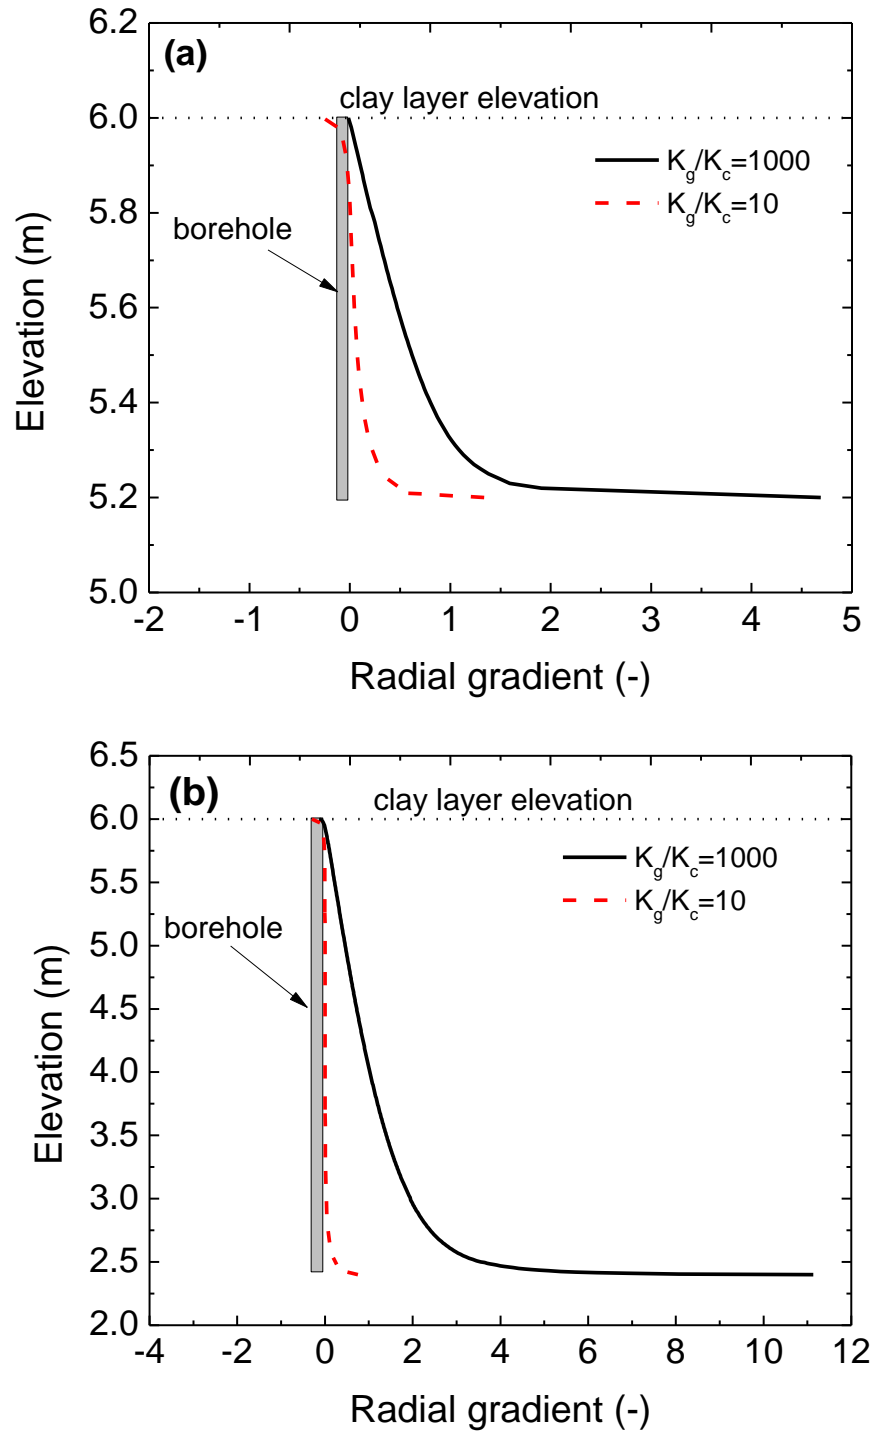 (a)
clay layer elevation
K_g/K_c=1000
K_g/K_c=10
borehole
Elevation (m)
6.2
6.0
5.8
5.6
5.4
5.2
5.0
-2 -1 0 1 2 3 4 5
Radial gradient (-)
(b)
clay layer elevation
K_g/K_c=1000
K_g/K_c=10
borehole
Elevation (m)
6.5
6.0
5.5
5.0
4.5
4.0
3.5
3.0
2.5
2.0
-4 -2 0 2 4 6 8 10 12
Radial gradient (-)